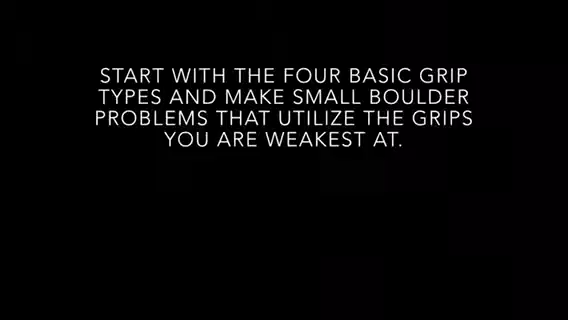 START WITH THE FOUR BASIC GRIP
TYPES AND MAKE SMALL BOULDER
PROBLEMS THAT UTILIZE THE GRIPS
YOU ARE WEAKEST AT.